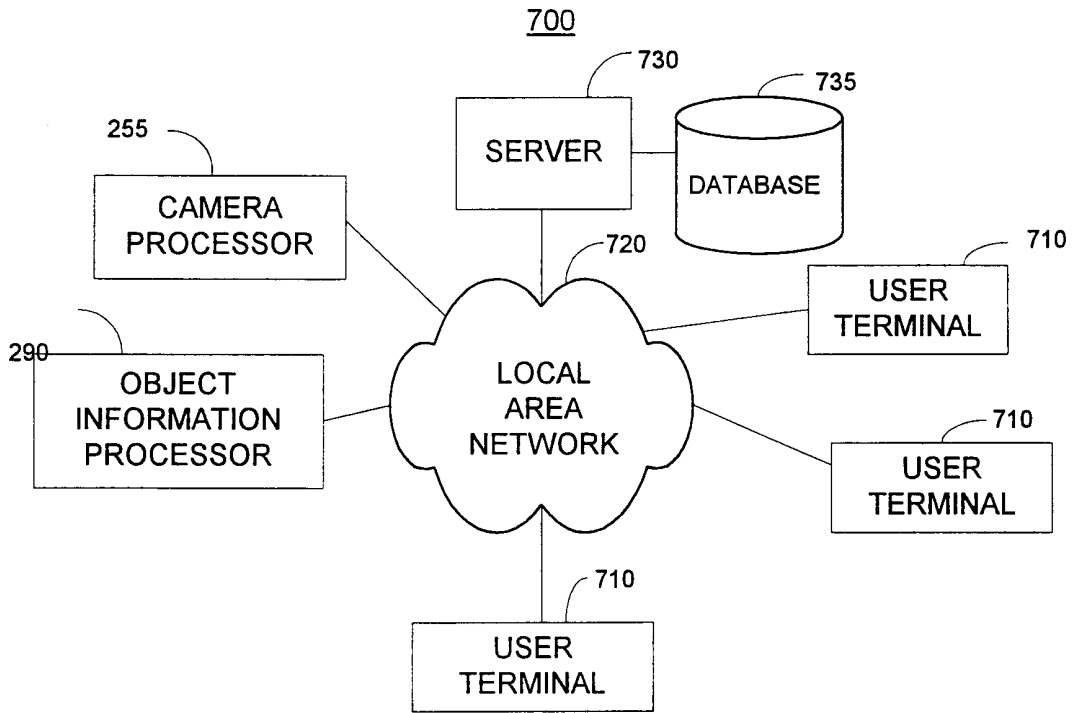 700
730
735
SERVER
DATABASE
255
CAMERA
PROCESSOR
720
710
USER
TERMINAL
290
OBJECT
INFORMATION
PROCESSOR
LOCAL
AREA
NETWORK
710
USER
TERMINAL
710
USER
TERMINAL